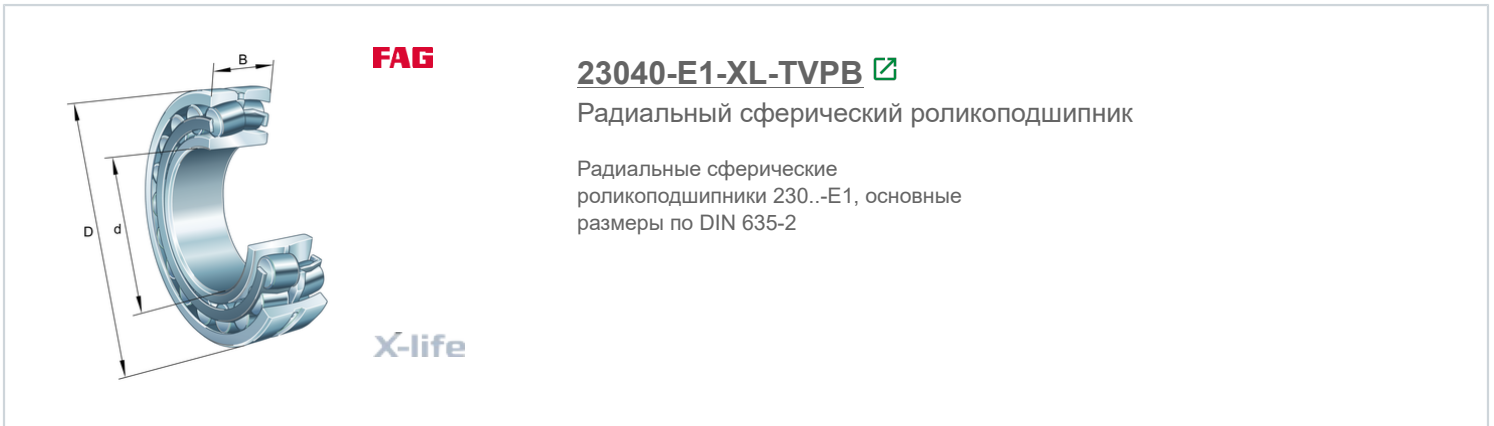 B
FAG
D
d
X-life
23040-E1-XL-TVPB
Радиальный сферический роликоподшипник
Радиальные сферические
роликоподшипники 230..-E1, основные
размеры по DIN 635-2